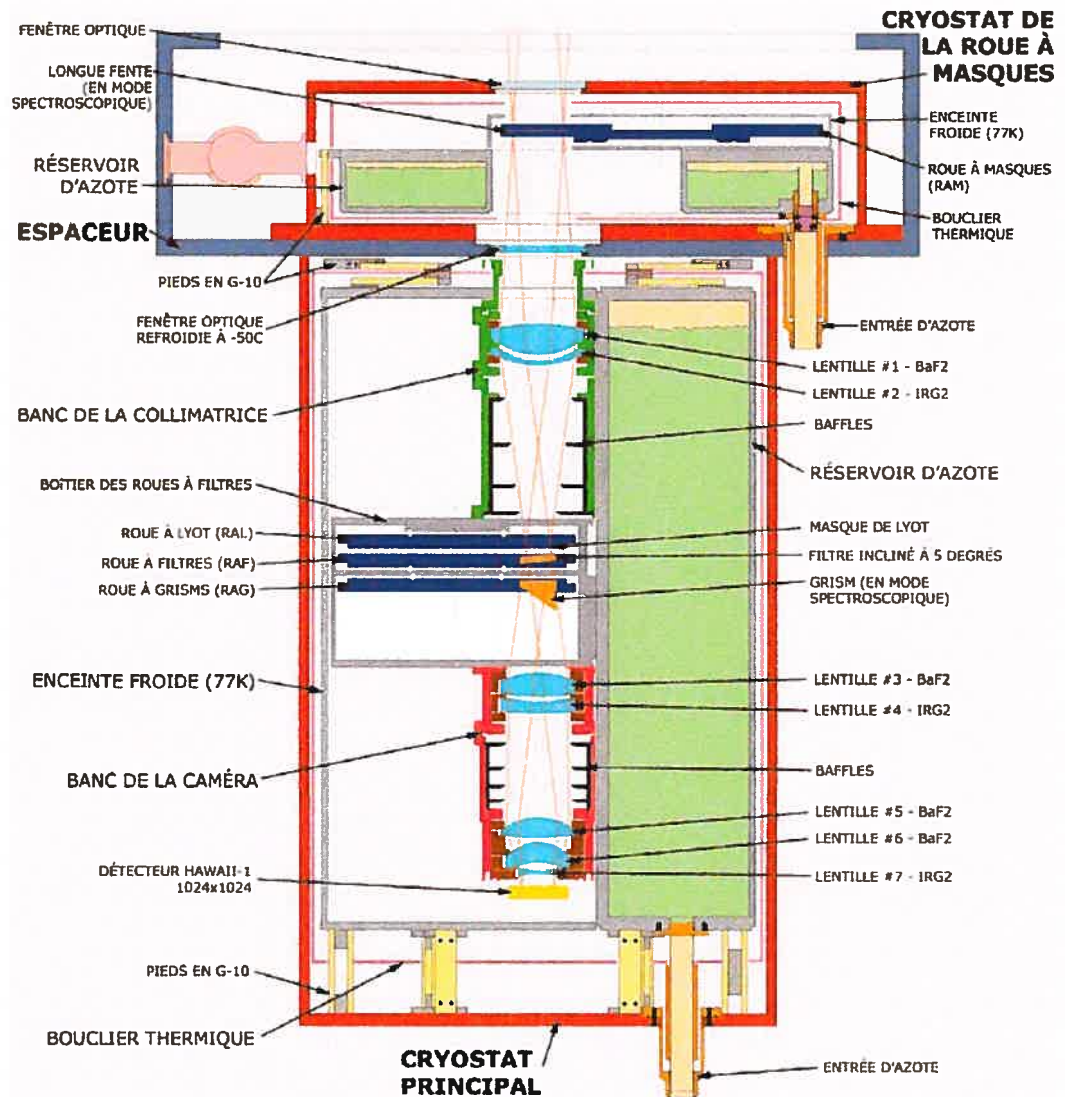 FENÊTRE OPTIQUE
LONGUE FENTE
(EN MODE
SPECTROSCOPIQUE)
RÉSERVOIR
D'AZOTE
ESPACEUR
PIEDS EN G-10
FENÊTRE OPTIQUE
REFROIDIE À -50C
BANC DE LA COLLIMATRICE
BOÎTIER DES ROUES À FILTRES
ROUE À LYOT (RAL)
ROUE À FILTRES (RAF)
ROUE À GRISMS (RAG)
ENCEINTE FROIDE (77K)
BANC DE LA CAMÉRA
DÉTECTEUR HAWAII-1
1024x1024
PIEDS EN G-10
BOUCLIER THERMIQUE
CRYOSTAT
PRINCIPAL
CRYOSTAT DE
LA ROUE À
MASQUES
ENCEINTE
FROIDE (77K)
ROUE À MASQUES
(RAM)
BOUCLIER
THERMIQUE
ENTRÉE D'AZOTE
LENTILLE #1 - BaF2
LENTILLE #2 - IRG2
BAFFLES
RÉSERVOIR D'AZOTE
MASQUE DE LYOT
FILTRE INCLINÉ À 5 DEGRÉS
GRISM (EN MODE
SPECTROSCOPIQUE)
LENTILLE #3 - BaF2
LENTILLE #4 - IRG2
BAFFLES
LENTILLE #5 - BaF2
LENTILLE #6 - BaF2
LENTILLE #7 - IRG2
ENTRÉE D'AZOTE